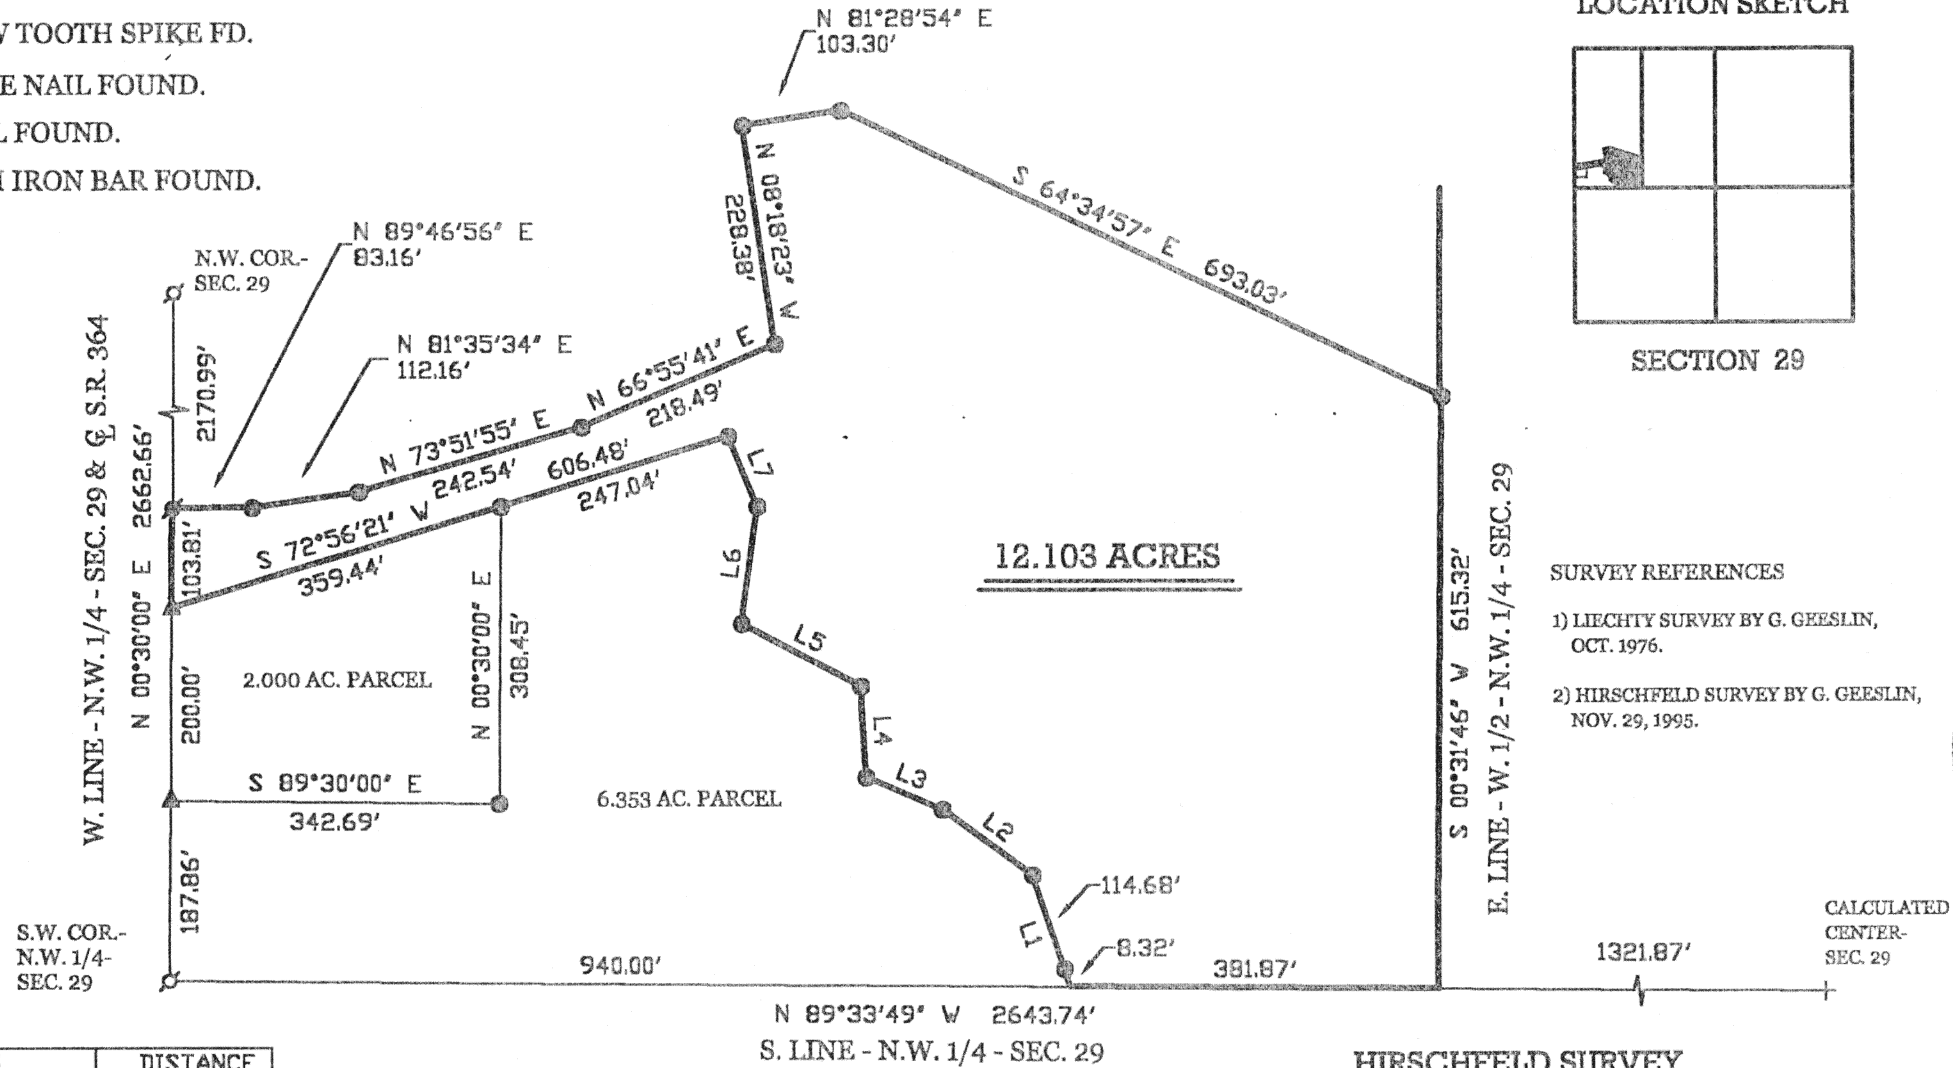 TOOTH SPIKE FD.
NAIL FOUND.
FOUND.
IRON BAR FOUND.
N 81°28'54" E
103.30'
LOCATION SKETCH
SECTION 29
N 89°46'56" E
83.16'
N.W. COR.-
SEC. 29
N 81°35'34" E
112.16'
N 08°18'23" W
228.38'
S 64°34'57" E 693.03'
N 66°55'41" E
218.49'
N 73°51'55' E
242.54'
606.48'
247.04'
S 72°56'21" W
359.44'
W. LINE - N.W. 1/4 - SEC. 29 & ℄ S.R. 364
N 00°30'00" E 2662.66'
2170.99'
103.81'
200.00'
187.86'
2.000 AC. PARCEL
N 00°30'00" E
308.45'
S 89°30'00" E
342.69'
6.353 AC. PARCEL
12.103 ACRES
L7
L6
L5
L4
L3
L2
L1
114.68'
8.32'
S 00°31'46" W 615.32'
E. LINE - W. 1/2 - N.W. 1/4 - SEC. 29
SURVEY REFERENCES
1) LIECHTY SURVEY BY G. GEESLIN,
OCT. 1976.
2) HIRSCHFELD SURVEY BY G. GEESLIN,
NOV. 29, 1995.
S.W. COR.-
N.W. 1/4-
SEC. 29
940.00'
381.87'
1321.87'
CALCULATED
CENTER-
SEC. 29
N 89°33'49" W 2643.74'
S. LINE - N.W. 1/4 - SEC. 29
DISTANCE
HIRSCHFELD SURVEY